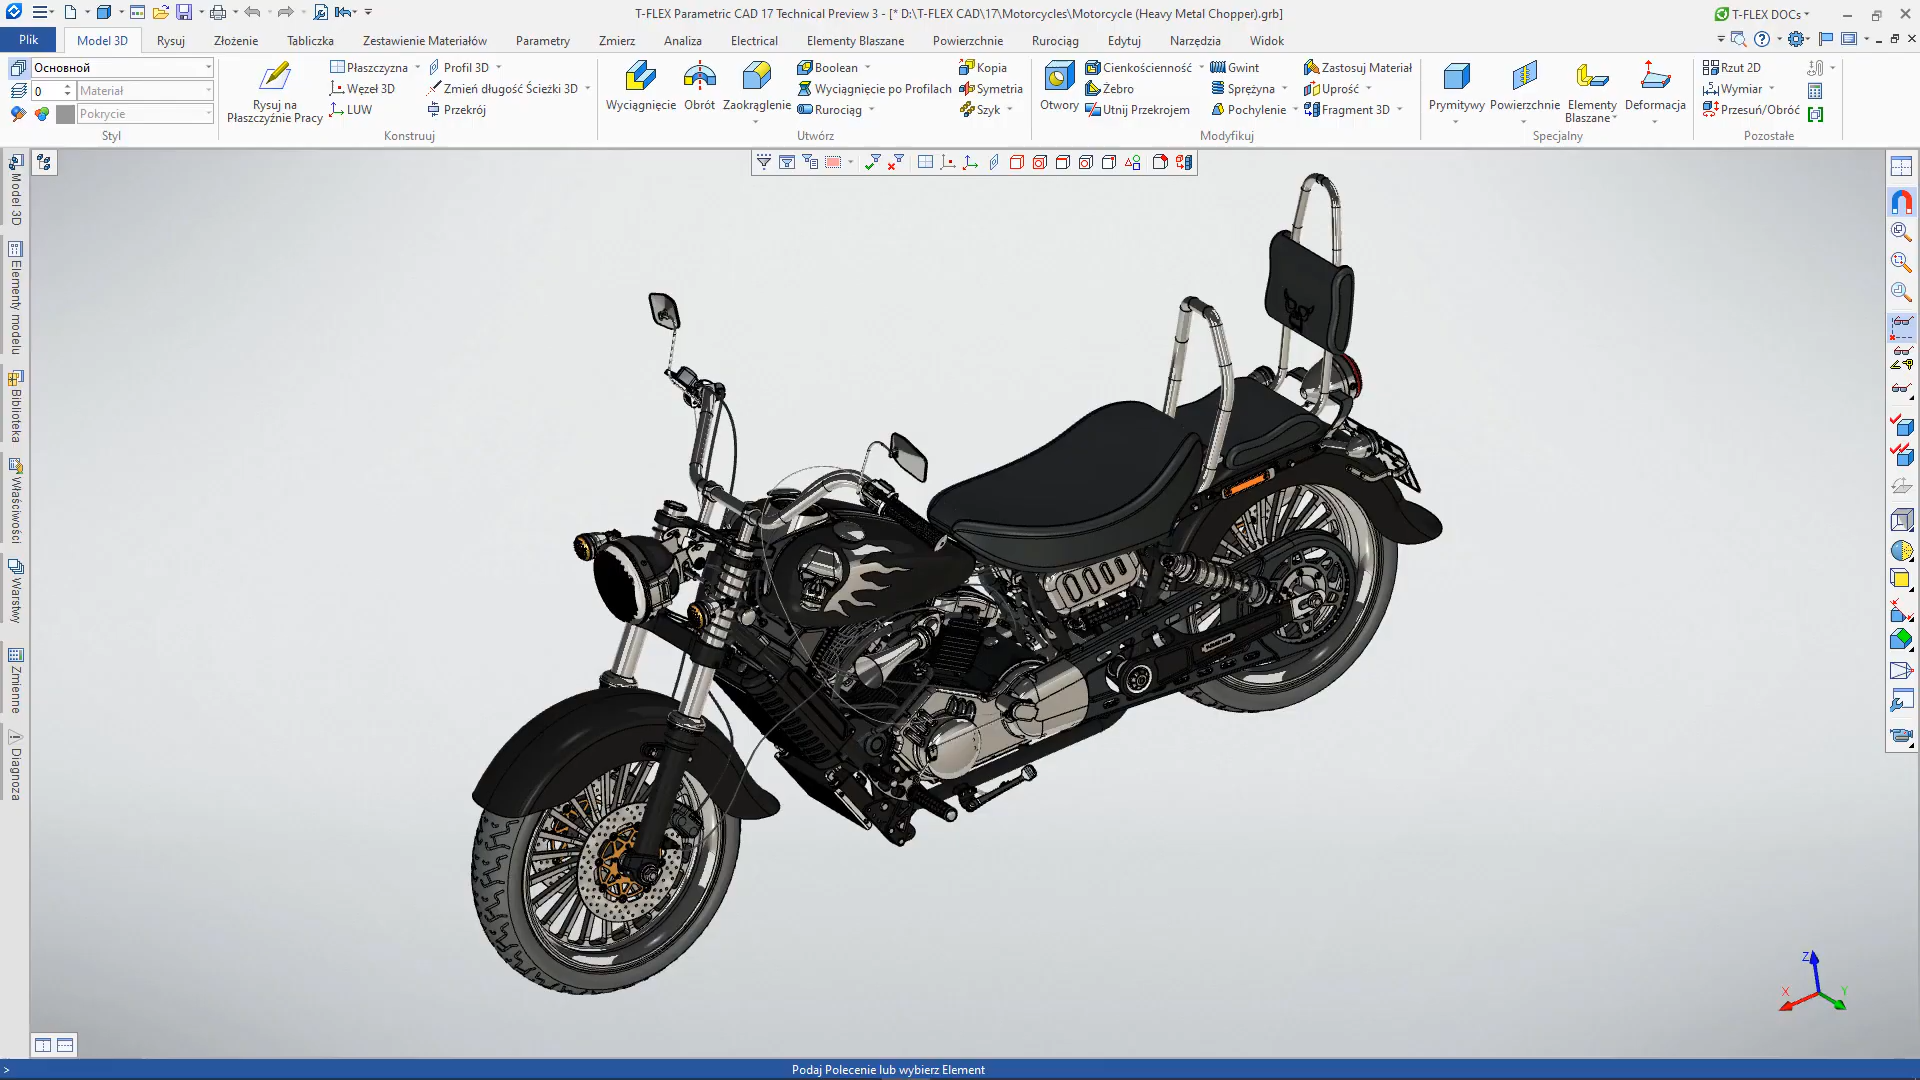 T-FLEX Parametric CAD 17 Technical Preview 3 - [* D:\T-FLEX CAD\17\Motorcycles\Motorcycle (Heavy Metal Chopper).grb]
T-FLEX DOCs
Plik
Model 3D
Rysuj
Złożenie
Tabliczka
Zestawienie Materiałów
Parametry
Zmierz
Analiza
Electrical
Elementy Blaszane
Powierzchnie
Rurociąg
Edytuj
Narzędzia
Widok
Основной
0
Materiał
Pokrycie
Styl
Rysuj na
Płaszczyźnie Pracy
Płaszczyzna
Węzeł 3D
LUW
Profil 3D
Zmień długość Ścieżki 3D
Przekrój
Konstruuj
Wyciągnięcie
Obrót
Zaokrąglenie
Boolean
Wyciągnięcie po Profilach
Rurociąg
Kopia
Symetria
Szyk
Utwórz
Otwory
Cienkościenność
Żebro
Utnij Przekrojem
Gwint
Sprężyna
Pochylenie
Zastosuj Materiał
Uprość
Fragment 3D
Modyfikuj
Prymitywy
Powierzchnie
Elementy
Blaszane
Deformacja
Specjalny
Rzut 2D
Wymiar
Przesuń/Obróć
Pozostałe
Model 3D
Elementy modelu
Biblioteka
Właściwości
Warstwy
Zmienne
Diagnoza
Z
X
Y
>
Podaj Polecenie lub wybierz Element